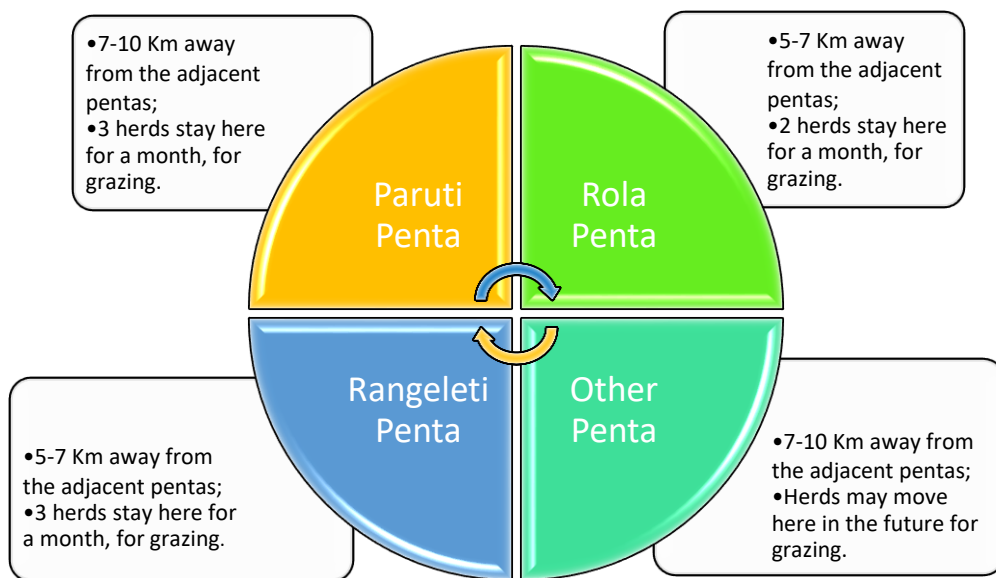 •7-10 Km away
from the adjacent
pentas;
•3 herds stay here
for a month, for
grazing.
•5-7 Km away
from the adjacent
pentas;
•2 herds stay here
for a month, for
grazing.
Paruti
Penta
Rola
Penta
Rangeleti
Penta
Other
Penta
•5-7 Km away from
the adjacent pentas;
•3 herds stay here for
a month, for grazing.
•7-10 Km away from
the adjacent pentas;
•Herds may move
here in the future for
grazing.